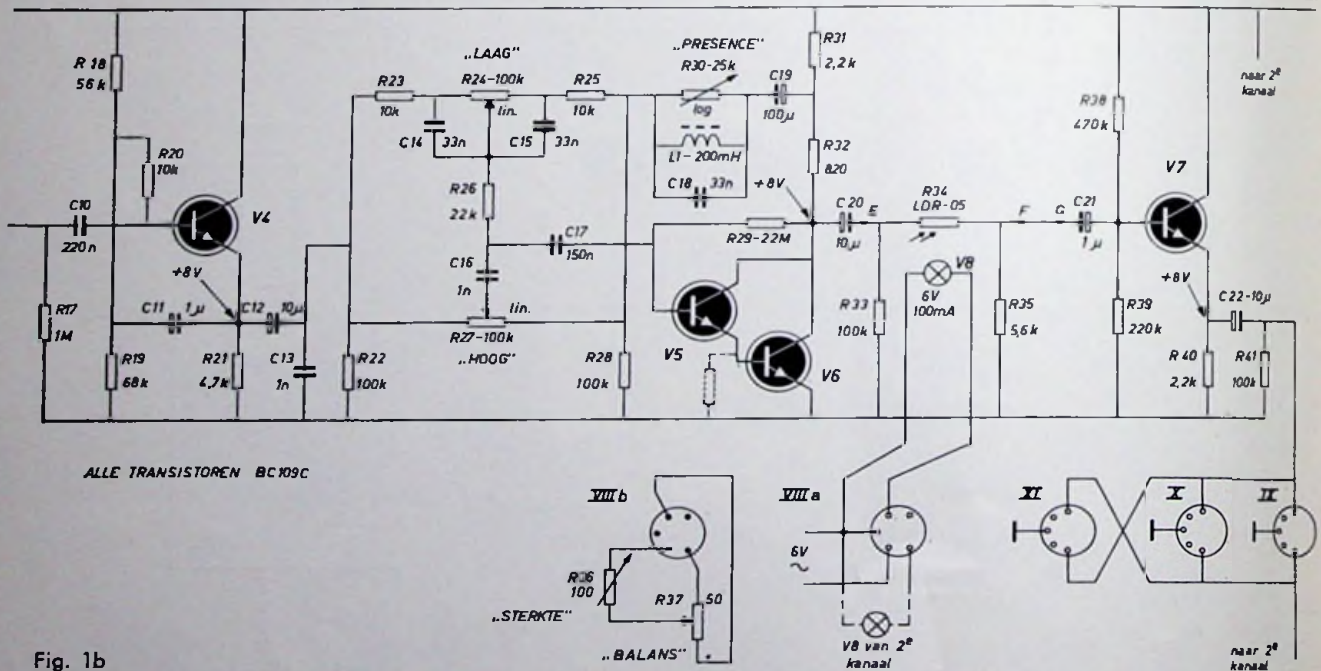 R 18
56 k
R20
10k
C10
220 n
V4
+8V
R17
1M
C11
1µ
C12
10µ
R19
68 k
R21
4,7k
C13
1n
R22
100k
R23
10k
„LAAG"
R24-100k
lin.
R25
10k
C14
33n
C15
33n
R26
22 k
C17
150n
C16
1n
lin.
R27-100k
„HOOG"
R28
100k
„PRESENCE"
R30-25k
log
C19
100µ
L1-200mH
C18
33n
R31
2,2 k
R32
820
+8V
R29-22M
V5
V6
C20
10µ
E
R34
LDR-05
F
G
C21
1µ
V8
6V
100mA
R33
100k
R35
5,6k
R38
470 k
V7
naar 2e
kanaal
+8V
R39
220k
C22-10µ
R 40
2,2k
R41
100k
ALLE TRANSISTOREN BC109C
VIII b
R36
100
„STERKTE"
R37
50
„BALANS"
VIII a
6V
~
V8 van 2e
kanaal
XI
X
IX
naar 2e
kanaal
Fig. 1b